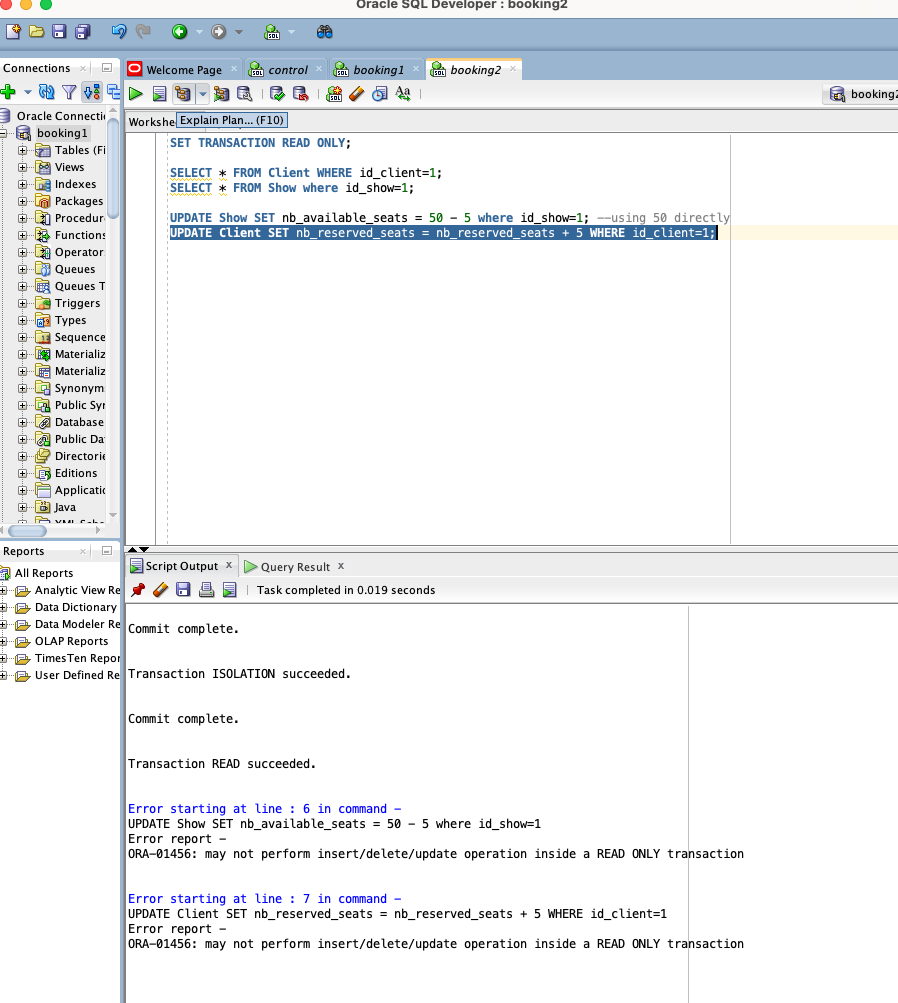 Oracle SQL Developer : booking2
Connections
Welcome Page
control
booking1
booking2
booking2
Workshe
Explain Plan... (F10)
Oracle Connecti
booking1
Tables (Fi
Views
Indexes
Packages
Procedur
Functions
Operator
Queues
Queues T
Triggers
Types
Sequence
Materializ
Materializ
Synonym
Public Syn
Database
Public Da
Directorie
Editions
Applicatic
Java
XML Sche
SET TRANSACTION READ ONLY;
SELECT * FROM Client WHERE id_client=1;
SELECT * FROM Show where id_show=1;
UPDATE Show SET nb_available_seats = 50 - 5 where id_show=1; --using 50 directly
UPDATE Client SET nb_reserved_seats = nb_reserved_seats + 5 WHERE id_client=1;
Reports
All Reports
Analytic View Re
Data Dictionary
Data Modeler Re
OLAP Reports
TimesTen Repor
User Defined Re
Script Output
Query Result
Task completed in 0.019 seconds
Commit complete.
Transaction ISOLATION succeeded.
Commit complete.
Transaction READ succeeded.
Error starting at line : 6 in command -
UPDATE Show SET nb_available_seats = 50 - 5 where id_show=1
Error report -
ORA-01456: may not perform insert/delete/update operation inside a READ ONLY transaction
Error starting at line : 7 in command -
UPDATE Client SET nb_reserved_seats = nb_reserved_seats + 5 WHERE id_client=1
Error report -
ORA-01456: may not perform insert/delete/update operation inside a READ ONLY transaction